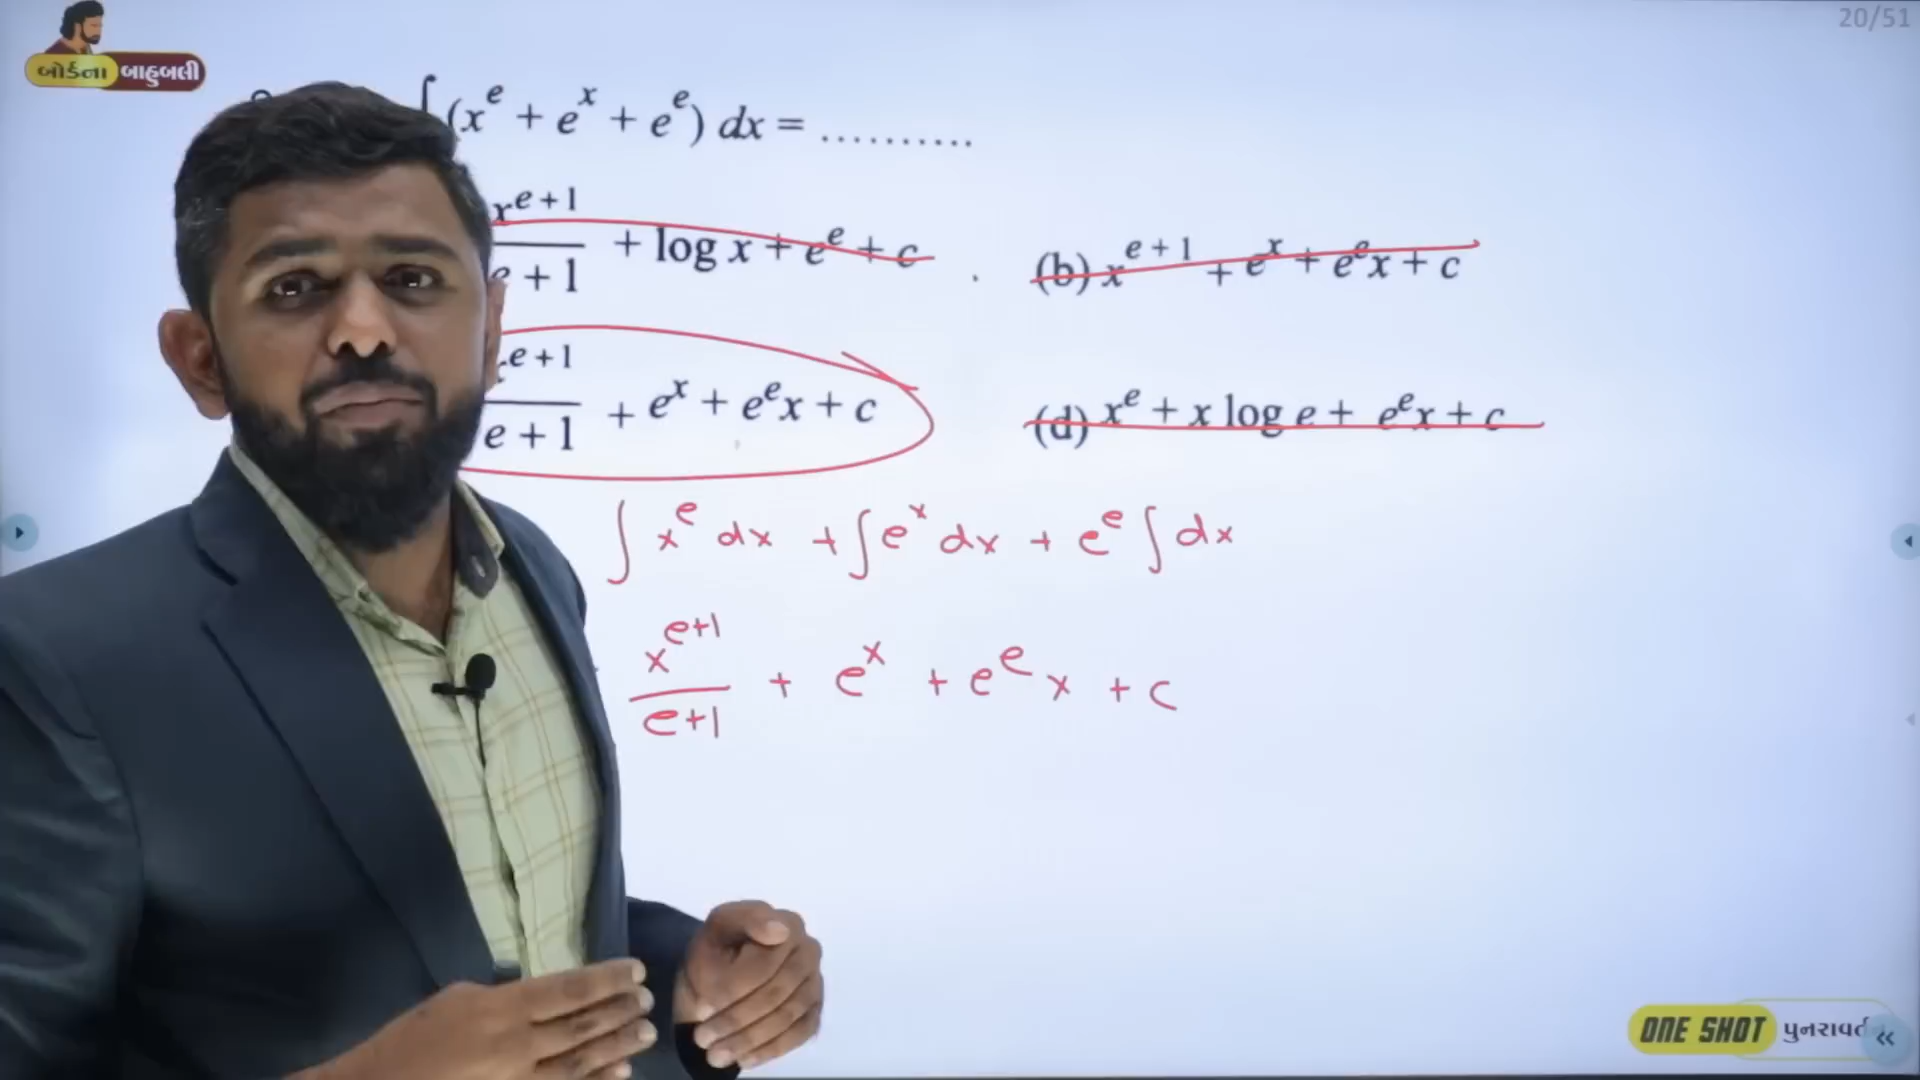 20/51
બોર્ડના બાહુબલી
∫(x^e + e^x + e^e) dx = ..........
x^{e+1}/e+1 + log x + e^e + c
(b) x^{e+1} + e^x + e^e x + c
x^{e+1}/e+1 + e^x + e^e x + c
(d) x^e + x log e + e^e x + c
∫ x^e dx + ∫ e^x dx + e^e ∫ dx
x^{e+1}/e+1 + e^x + e^e x + c
ONE SHOT